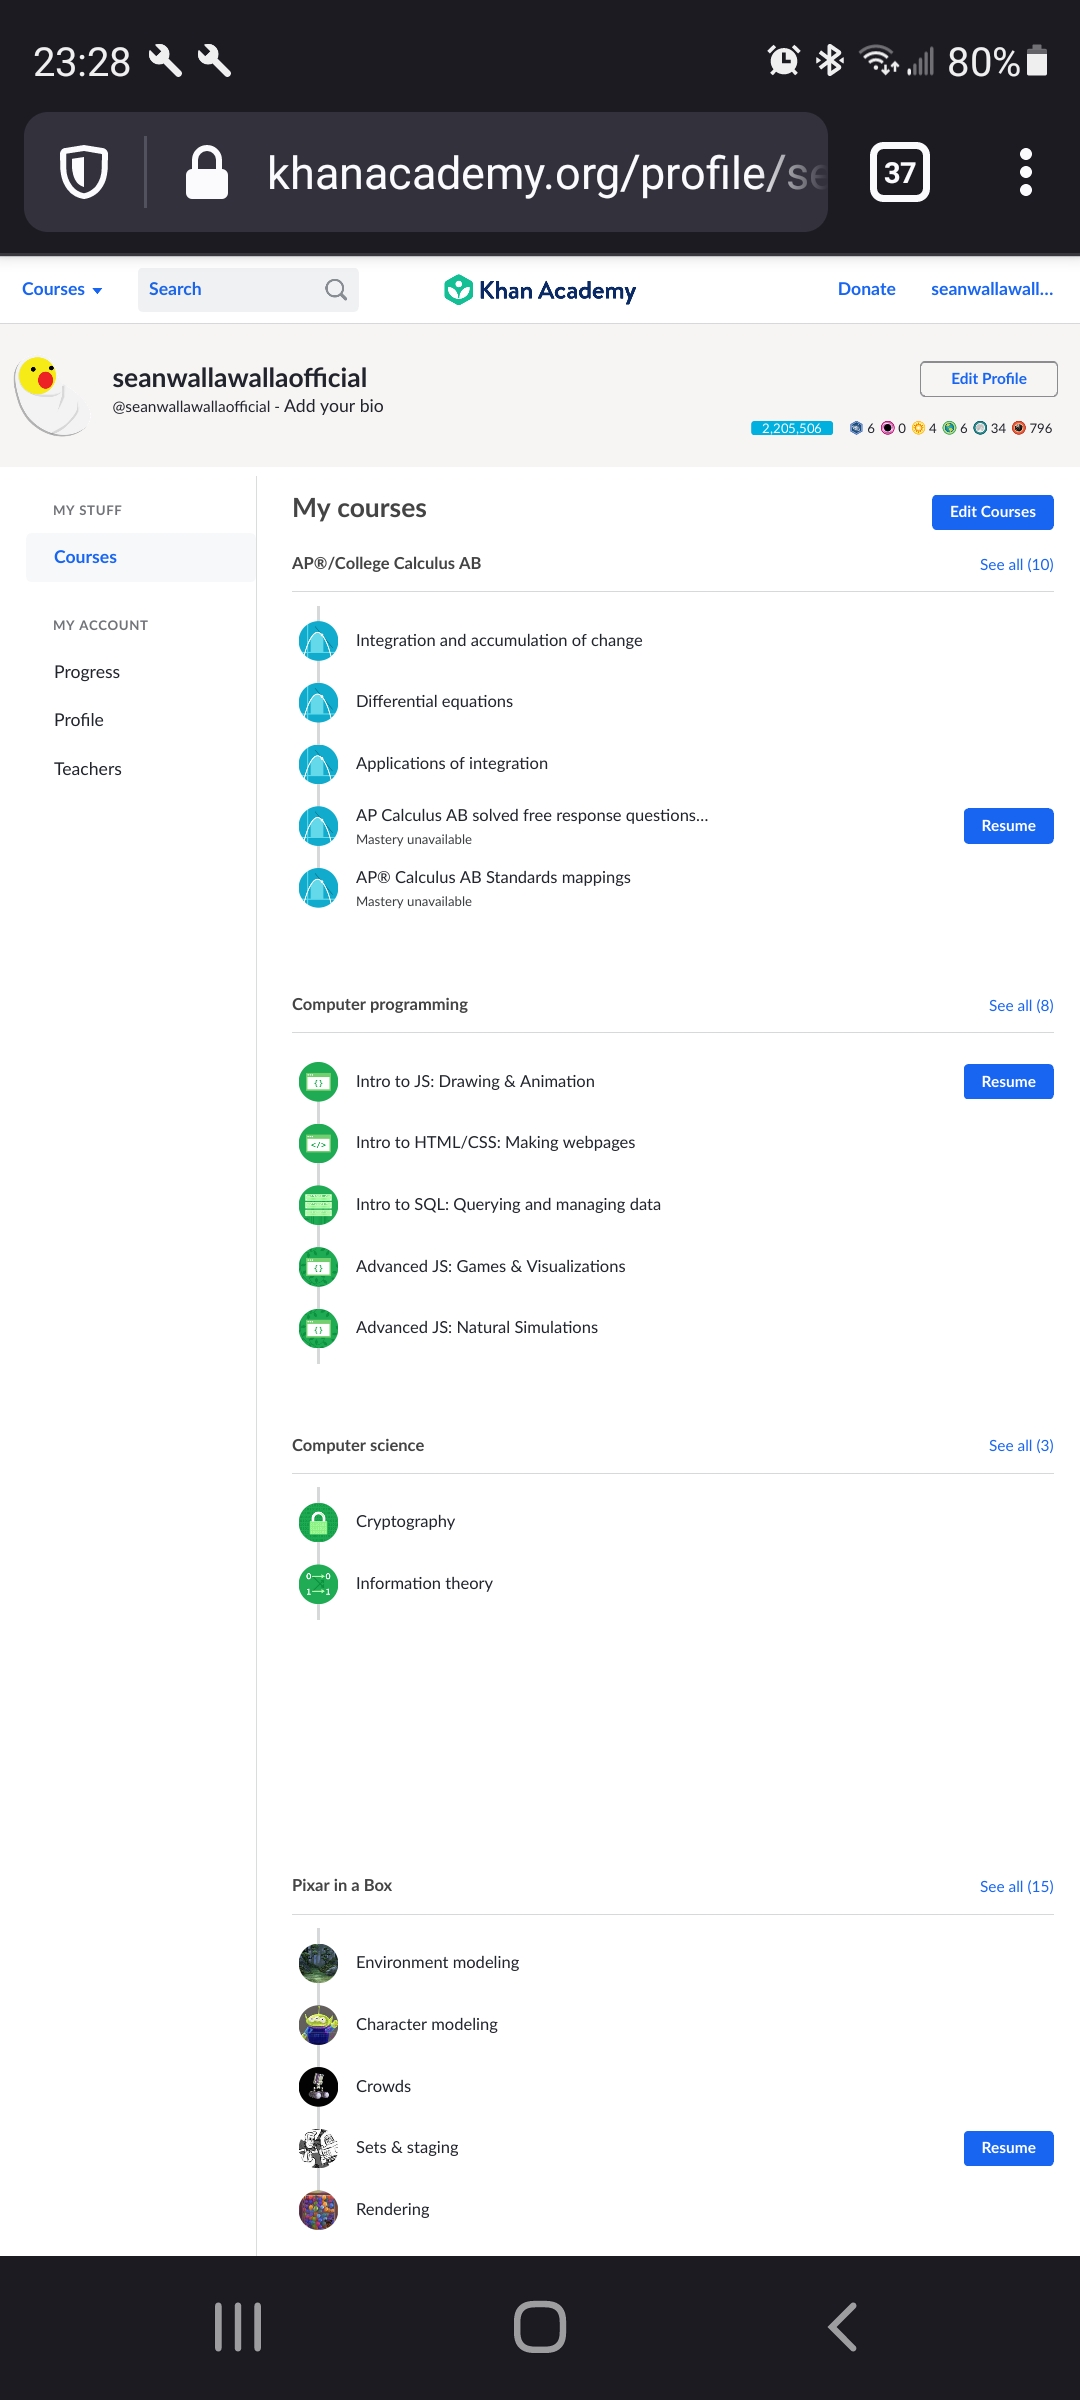 23:28
80%
khanacademy.org/profile/se
37
Courses
Search
Khan Academy
Donate
seanwallawall...
seanwallawallaofficial
@seanwallawallaofficial - Add your bio
Edit Profile
2,205,506
6 0 4 6 34 796
MY STUFF
Courses
MY ACCOUNT
Progress
Profile
Teachers
My courses
Edit Courses
AP®/College Calculus AB
See all (10)
Integration and accumulation of change
Differential equations
Applications of integration
AP Calculus AB solved free response questions...
Mastery unavailable
Resume
AP® Calculus AB Standards mappings
Mastery unavailable
Computer programming
See all (8)
Intro to JS: Drawing & Animation
Resume
Intro to HTML/CSS: Making webpages
Intro to SQL: Querying and managing data
Advanced JS: Games & Visualizations
Advanced JS: Natural Simulations
Computer science
See all (3)
Cryptography
0→0
1→1
Information theory
Pixar in a Box
See all (15)
Environment modeling
Character modeling
Crowds
Sets & staging
Resume
Rendering